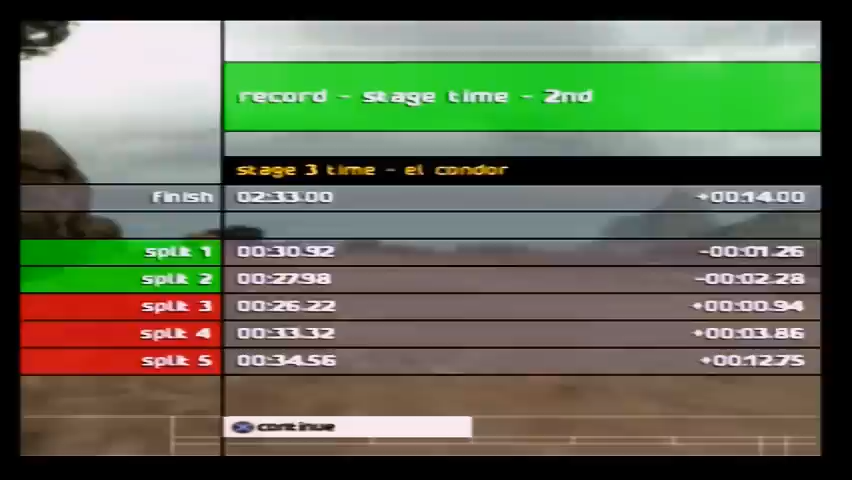 record - stage time - 2nd
stage 3 time - el condor
finish 02:33.00 +00:14.00
split 1 00:30.92 -00:01.26
split 2 00:27.98 -00:02.28
split 3 00:26.22 +00:00.94
split 4 00:33.32 +00:03.86
split 5 00:34.56 +00:12.75
continue